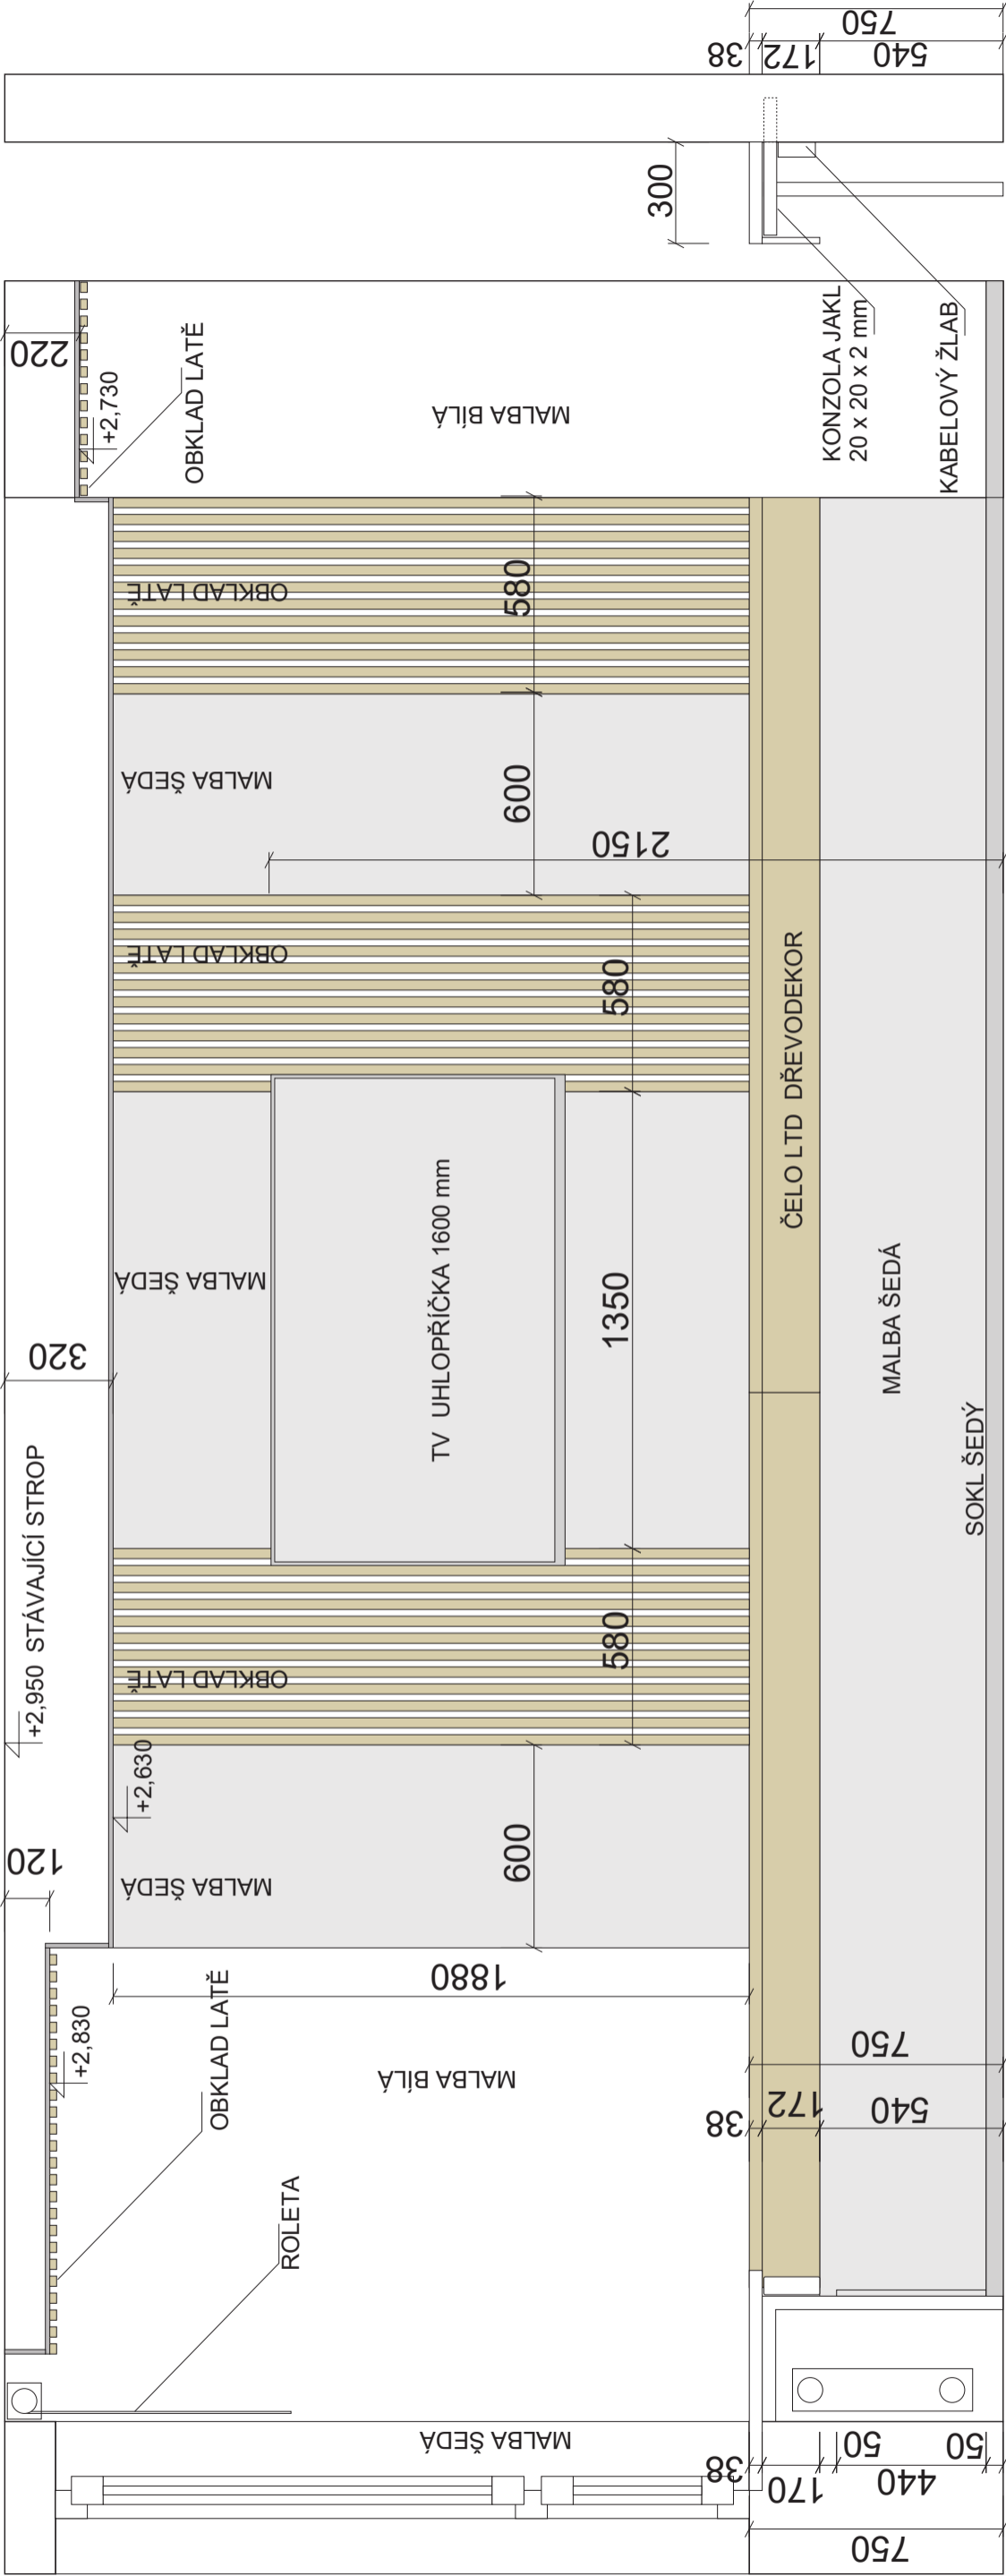 +2,950 STÁVAJÍCÍ STROP
320
220
120
+2,730
OBKLAD LATĚ
+2,630
+2,830
OBKLAD LATĚ
ROLETA
MALBA ŠEDÁ
MALBA BÍLÁ
1880
MALBA ŠEDÁ
600
OBKLAD LATĚ
580
MALBA ŠEDÁ
TV UHLOPŘÍČKA 1600 mm
1350
OBKLAD LATĚ
580
2150
MALBA ŠEDÁ
600
OBKLAD LATĚ
580
MALBA BÍLÁ
300
38
172
540
750
KONZOLA JAKL
20 x 20 x 2 mm
KABELOVÝ ŽLAB
ČELO LTD DŘEVODEKOR
MALBA ŠEDÁ
SOKL ŠEDÝ
38
172
540
750
38
170
50
440
50
750